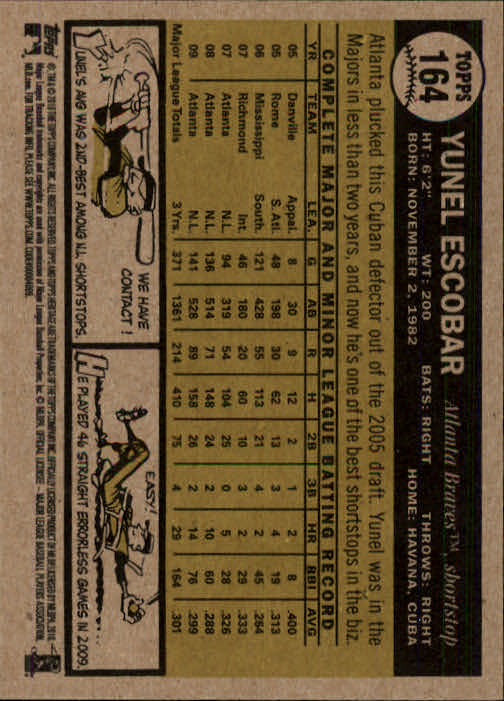 TOPPS
164
YUNEL ESCOBAR
Atlanta Braves™, shortstop
HT: 6'2" WT: 200 BATS: RIGHT THROWS: RIGHT
BORN: NOVEMBER 2, 1982 HOME: HAVANA, CUBA
Atlanta plucked this Cuban defector out of the 2005 draft. Yunel was in the
Majors in less than two years, and now he's one of the best shortstops in the biz.
COMPLETE MAJOR AND MINOR LEAGUE BATTING RECORD
YR TEAM LEA. G AB R H 2B 3B HR RBI AVG
05 Danville Appal. 8 30 9 12 2 1 2 8 .400
05 Rome S. Atl. 48 198 30 62 13 3 4 19 .313
06 Mississippi South. 121 428 55 113 21 4 2 45 .264
07 Richmond Int. 46 180 20 60 10 3 2 29 .333
07 Atlanta N.L. 94 319 54 104 25 0 5 28 .326
08 Atlanta N.L. 136 514 71 148 24 2 10 60 .288
09 Atlanta N.L. 141 528 89 158 26 2 14 76 .299
Major League Totals 3 Yrs. 371 1361 214 410 75 4 29 164 .301
WE HAVE
CONTACT!
YUNEL'S AVG WAS 2ND-BEST AMONG N.L. SHORTSTOPS.
EASY!
HE PLAYED 46 STRAIGHT ERRORLESS GAMES IN 2009.
Topps